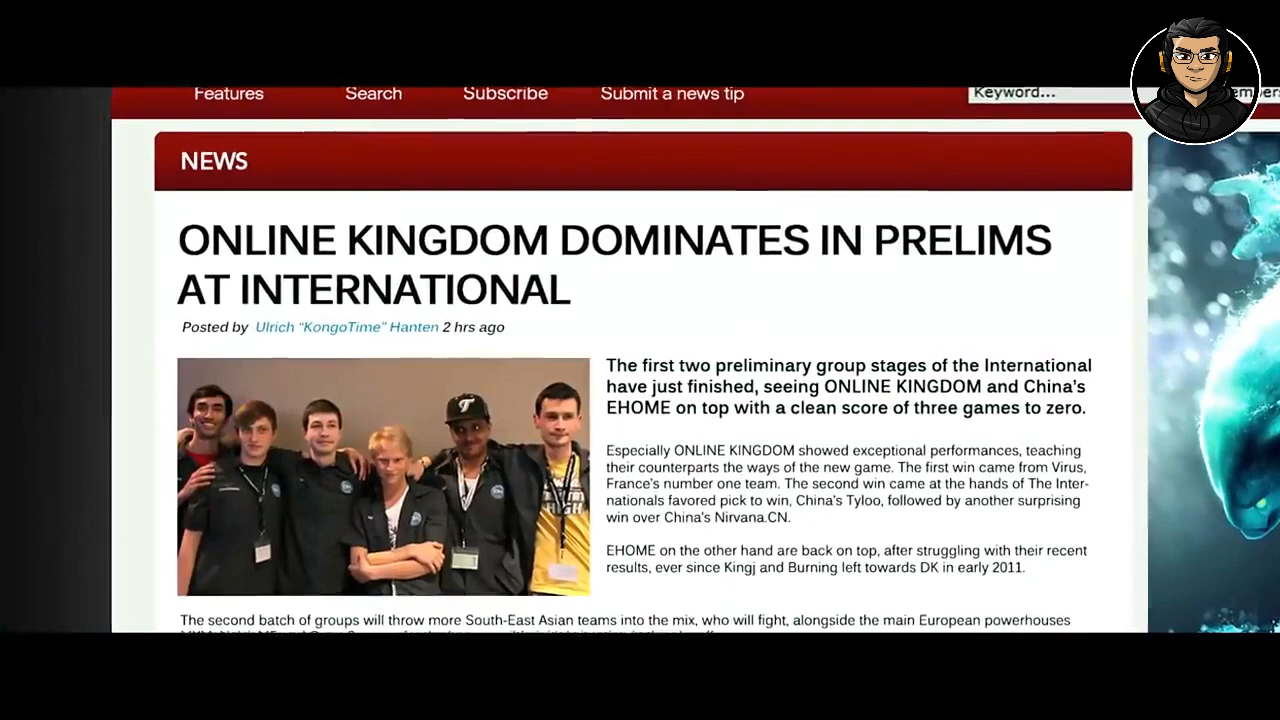 Features Search Subscribe Submit a news tip Keyword...
NEWS
ONLINE KINGDOM DOMINATES IN PRELIMS
AT INTERNATIONAL
Posted by Ulrich “KongoTime” Hanten 2 hrs ago
The first two preliminary group stages of the International
have just finished, seeing ONLINE KINGDOM and China's
EHOME on top with a clean score of three games to zero.
Especially ONLINE KINGDOM showed exceptional performances, teaching
their counterparts the ways of the new game. The first win came from Virus,
France's number one team. The second win came at the hands of The Inter-
nationals favored pick to win, China's Tyloo, followed by another surprising
win over China's Nirvana.CN.
EHOME on the other hand are back on top, after struggling with their recent
results, ever since Kingj and Burning left towards DK in early 2011.
The second batch of groups will throw more South-East Asian teams into the mix, who will fight, alongside the main European powerhouses